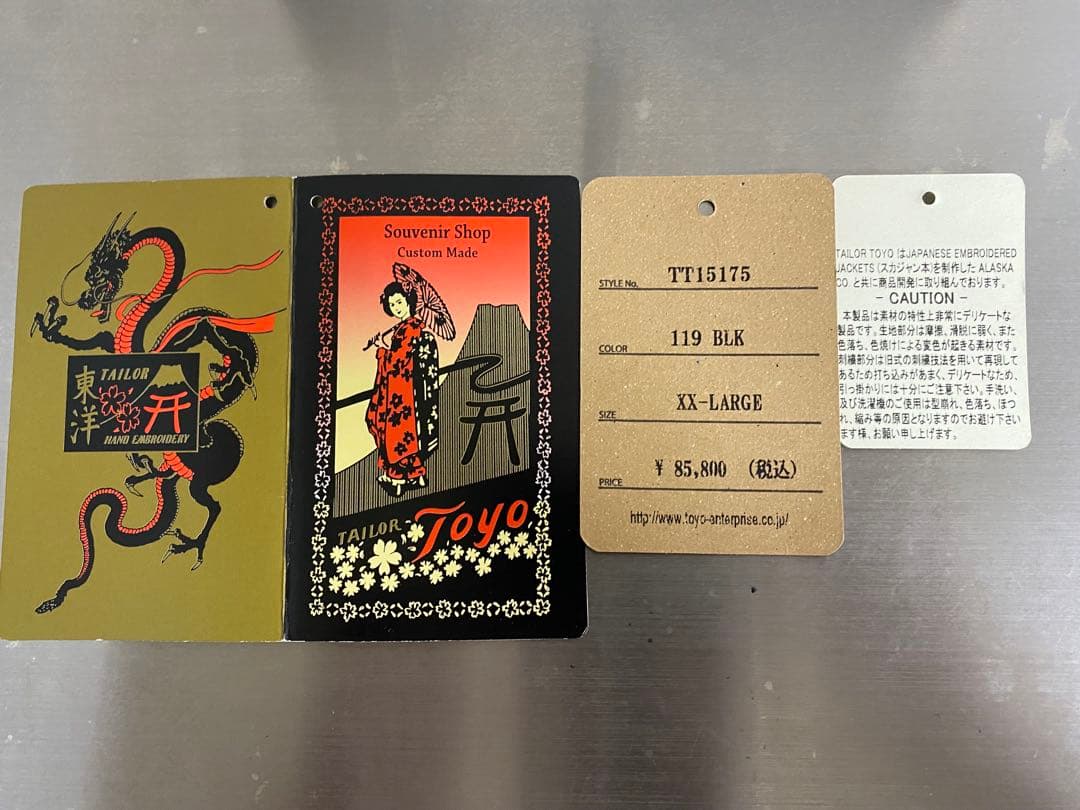 TAILOR
東洋
HAND EMBROIDERY
Souvenir Shop
Custom Made
TAILOR
Toyo
STYLE No. TT15175
COLOR 119 BLK
SIZE XX-LARGE
PRICE ¥ 85,800 (税込)
http://www.toyo-enterprise.co.jp/
TAILOR TOYO はJAPANESE EMBROIDERED
JACKETS (スカジャン本)を制作した ALASKA
CO. と共に商品開発に取り組んでおります。
- CAUTION -
本製品は素材の特性上非常にデリケートな
製品です。生地部分は摩擦、滑脱に弱く、また
色落ち、色焼けによる変色が起きる素材です。
刺繍部分は旧式の刺繍技法を用いて再現して
あるため打ち込みがあまく、デリケートなため、
引っ掛かりには十分にご注意下さい。手洗い、
及び洗濯機のご使用は型崩れ、色落ち、ほつ
れ、縮み等の原因となりますのでお避け下さい
ます様、お願い申し上げます。